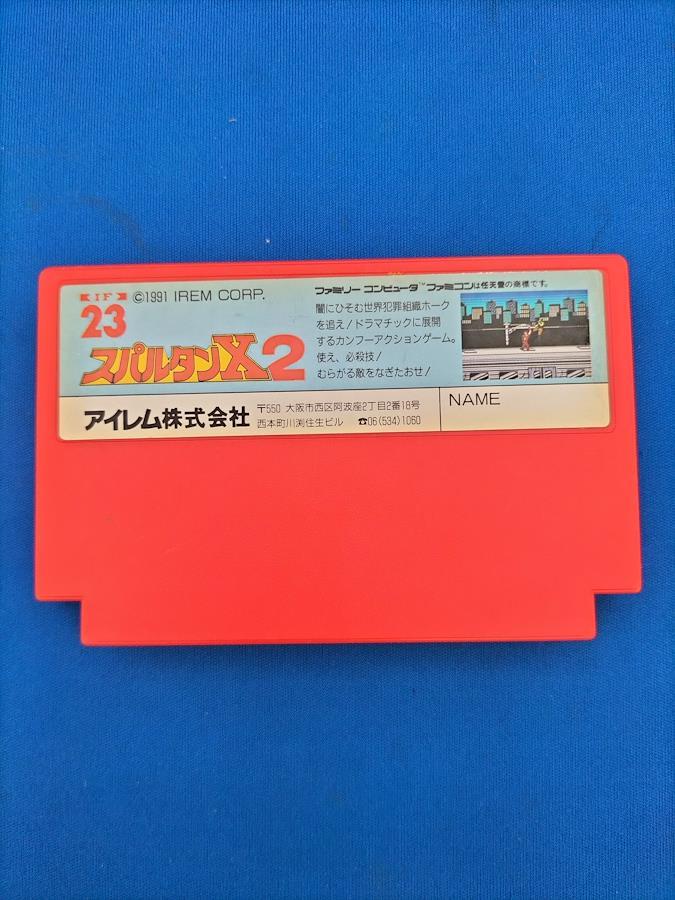 IF
23
©1991 IREM CORP.
スパルタンX2
ファミリー コンピュータ™ ファミコンは任天堂の商標です。
闇にひそむ世界犯罪組織ホーク
を追え！ドラマチックに展開
するカンフーアクションゲーム。
使え、必殺技！
むらがる敵をなぎたおせ！
アイレム株式会社
〒550 大阪市西区阿波座2丁目2番18号
西本町川渕住生ビル ☎06(534)1060
NAME